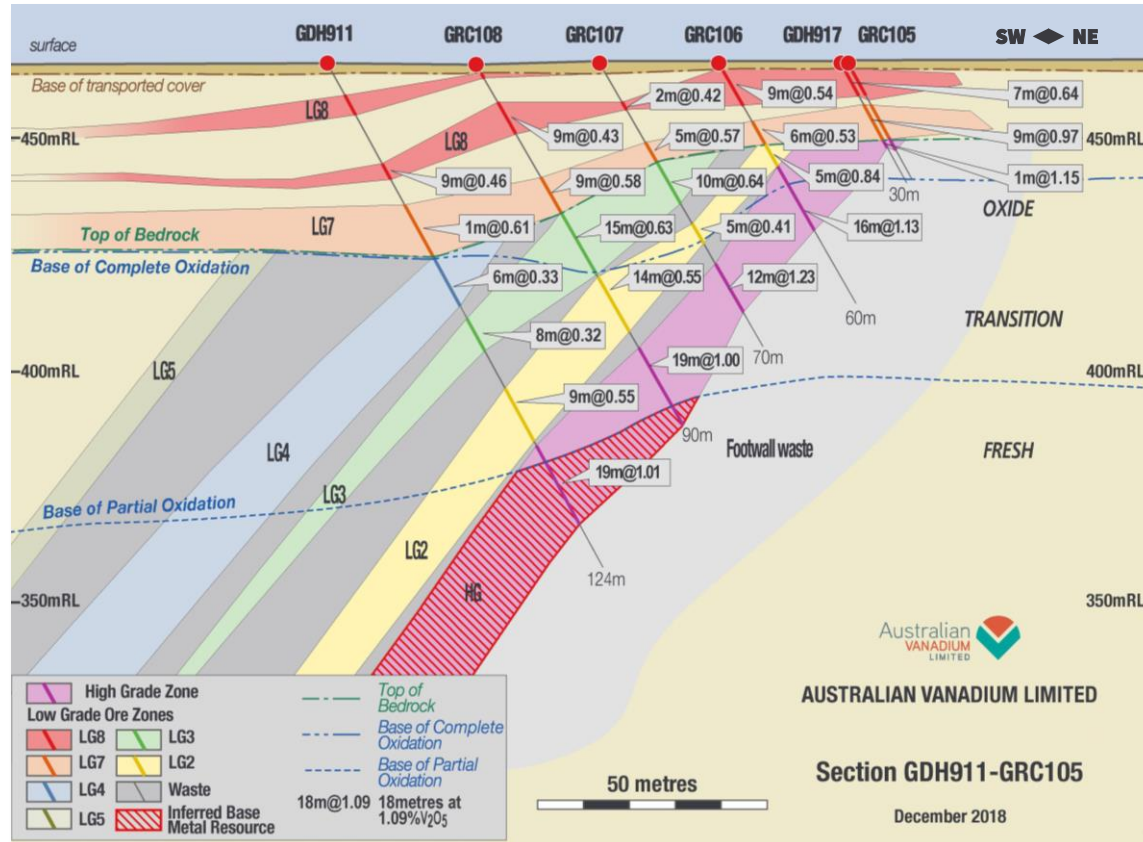 GDH911
GRC108
GRC107
GRC106
GDH917
GRC105
SW NE
surface
Base of transported cover
LG8
2m@0.42
9m@0.54
7m@0.64
450mRL
9m@0.43
LG8
5m@0.57
6m@0.53
9m@0.97
450mRL
9m@0.46
9m@0.58
10m@0.64
5m@0.84
1m@1.15
30m
OXIDE
LG7
1m@0.61
15m@0.63
5m@0.41
16m@1.13
Top of Bedrock
Base of Complete Oxidation
6m@0.33
14m@0.55
12m@1.23
60m
TRANSITION
8m@0.32
70m
LG5
400mRL
19m@1.00
400mRL
9m@0.55
90m
LG4
Footwall waste
FRESH
19m@1.01
LG3
Base of Partial Oxidation
LG2
124m
HG
350mRL
350mRL
Australian
VANADIUM
LIMITED
AUSTRALIAN VANADIUM LIMITED
Section GDH911-GRC105
December 2018
50 metres
High Grade Zone
Low Grade Ore Zones
LG8
LG3
LG7
LG2
LG4
Waste
LG5
Inferred Base
Metal Resource
Top of
Bedrock
Base of Complete
Oxidation
Base of Partial
Oxidation
18m@1.09 18metres at
1.09%V₂O₅